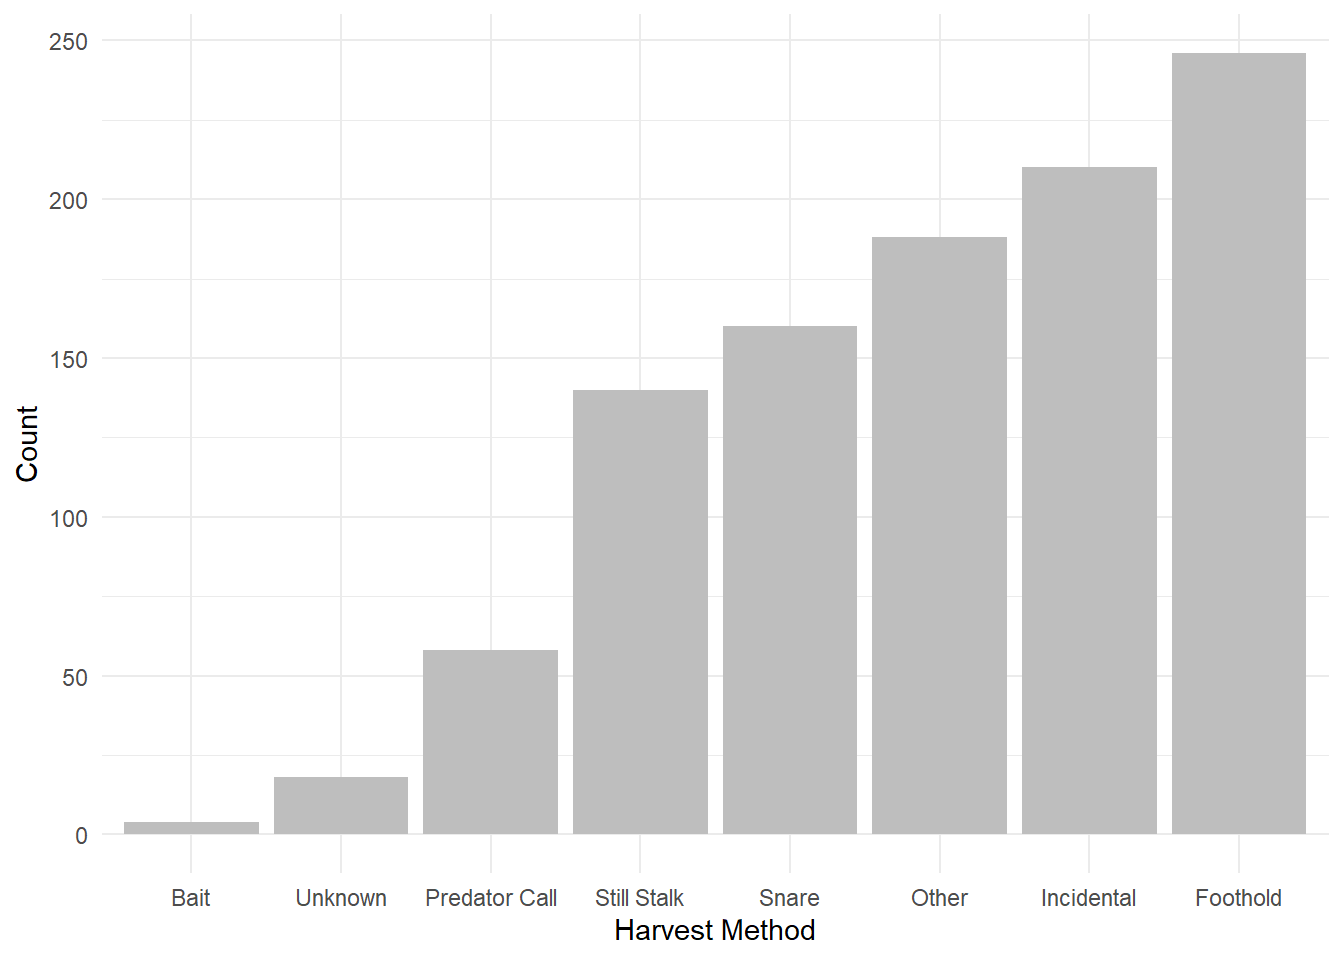 250
200
150
100
50
0
Count
Bait Unknown Predator Call Still Stalk Snare Other Incidental Foothold
Harvest Method